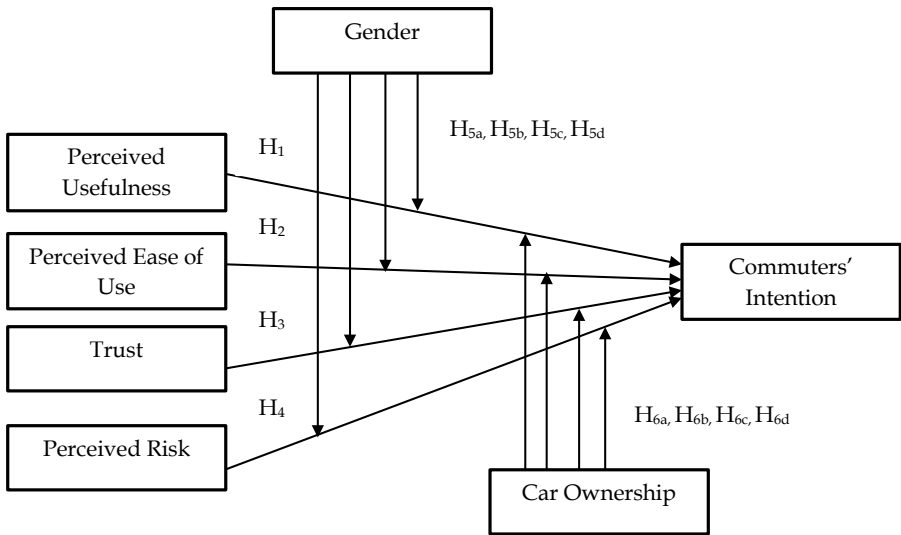 Gender
H₅ₐ, H₅b, H₅c, H₅d
H₁
Perceived
Usefulness
H₂
Perceived Ease of
Use
Commuters’
Intention
H₃
Trust
H₄
H₆ₐ, H₆b, H₆c, H₆d
Perceived Risk
Car Ownership